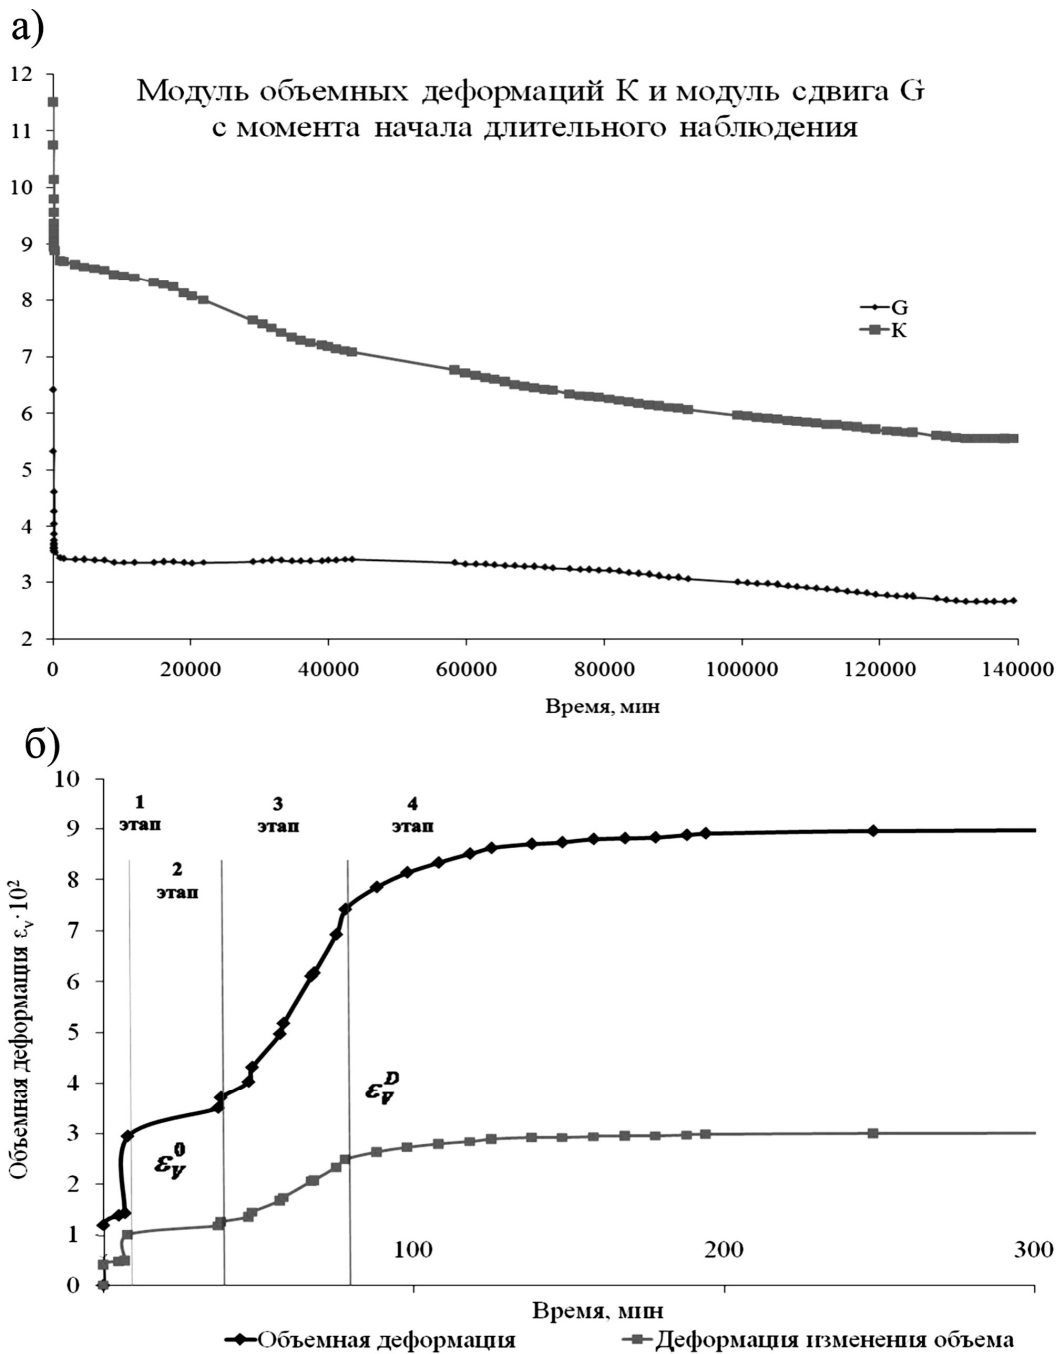 а)
Модуль объемных деформаций К и модуль сдвига G
с момента начала длительного наблюдения
12
11
10
9
8
7
6
5
4
3
2
G
К
0
20000
40000
60000
80000
100000
120000
140000
Время, мин
б)
Объемная деформация εᵥ·10²
10
9
8
7
6
5
4
3
2
1
0
1
этап
2
этап
3
этап
4
этап
ε⁰ᵥ
εᴰᵥ
100
200
300
Время, мин
Объемная деформация
Деформация изменения объема